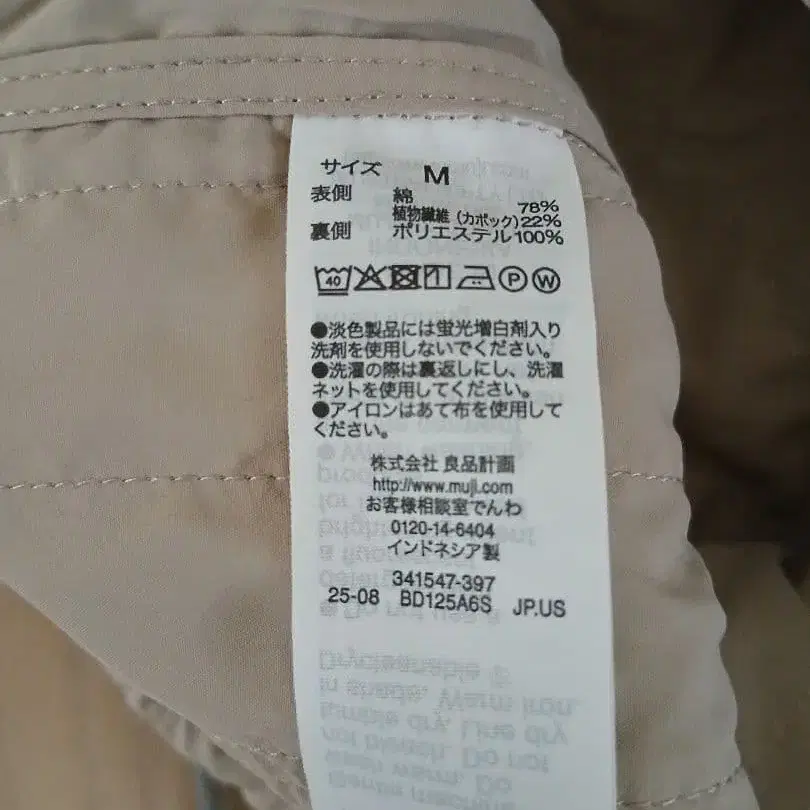 サイズ M
表側 綿 78%
植物繊維(カポック)22%
裏側 ポリエステル100%
40
P W
●淡色製品には蛍光増白剤入り
洗剤を使用しないでください。
●洗濯の際は裏返しにし、洗濯
ネットを使用してください。
●アイロンはあて布を使用して
ください。
株式会社 良品計画
http://www.muji.com
お客様相談室でんわ
0120-14-6404
インドネシア製
341547-397
25-08 BD125A6S JP.US